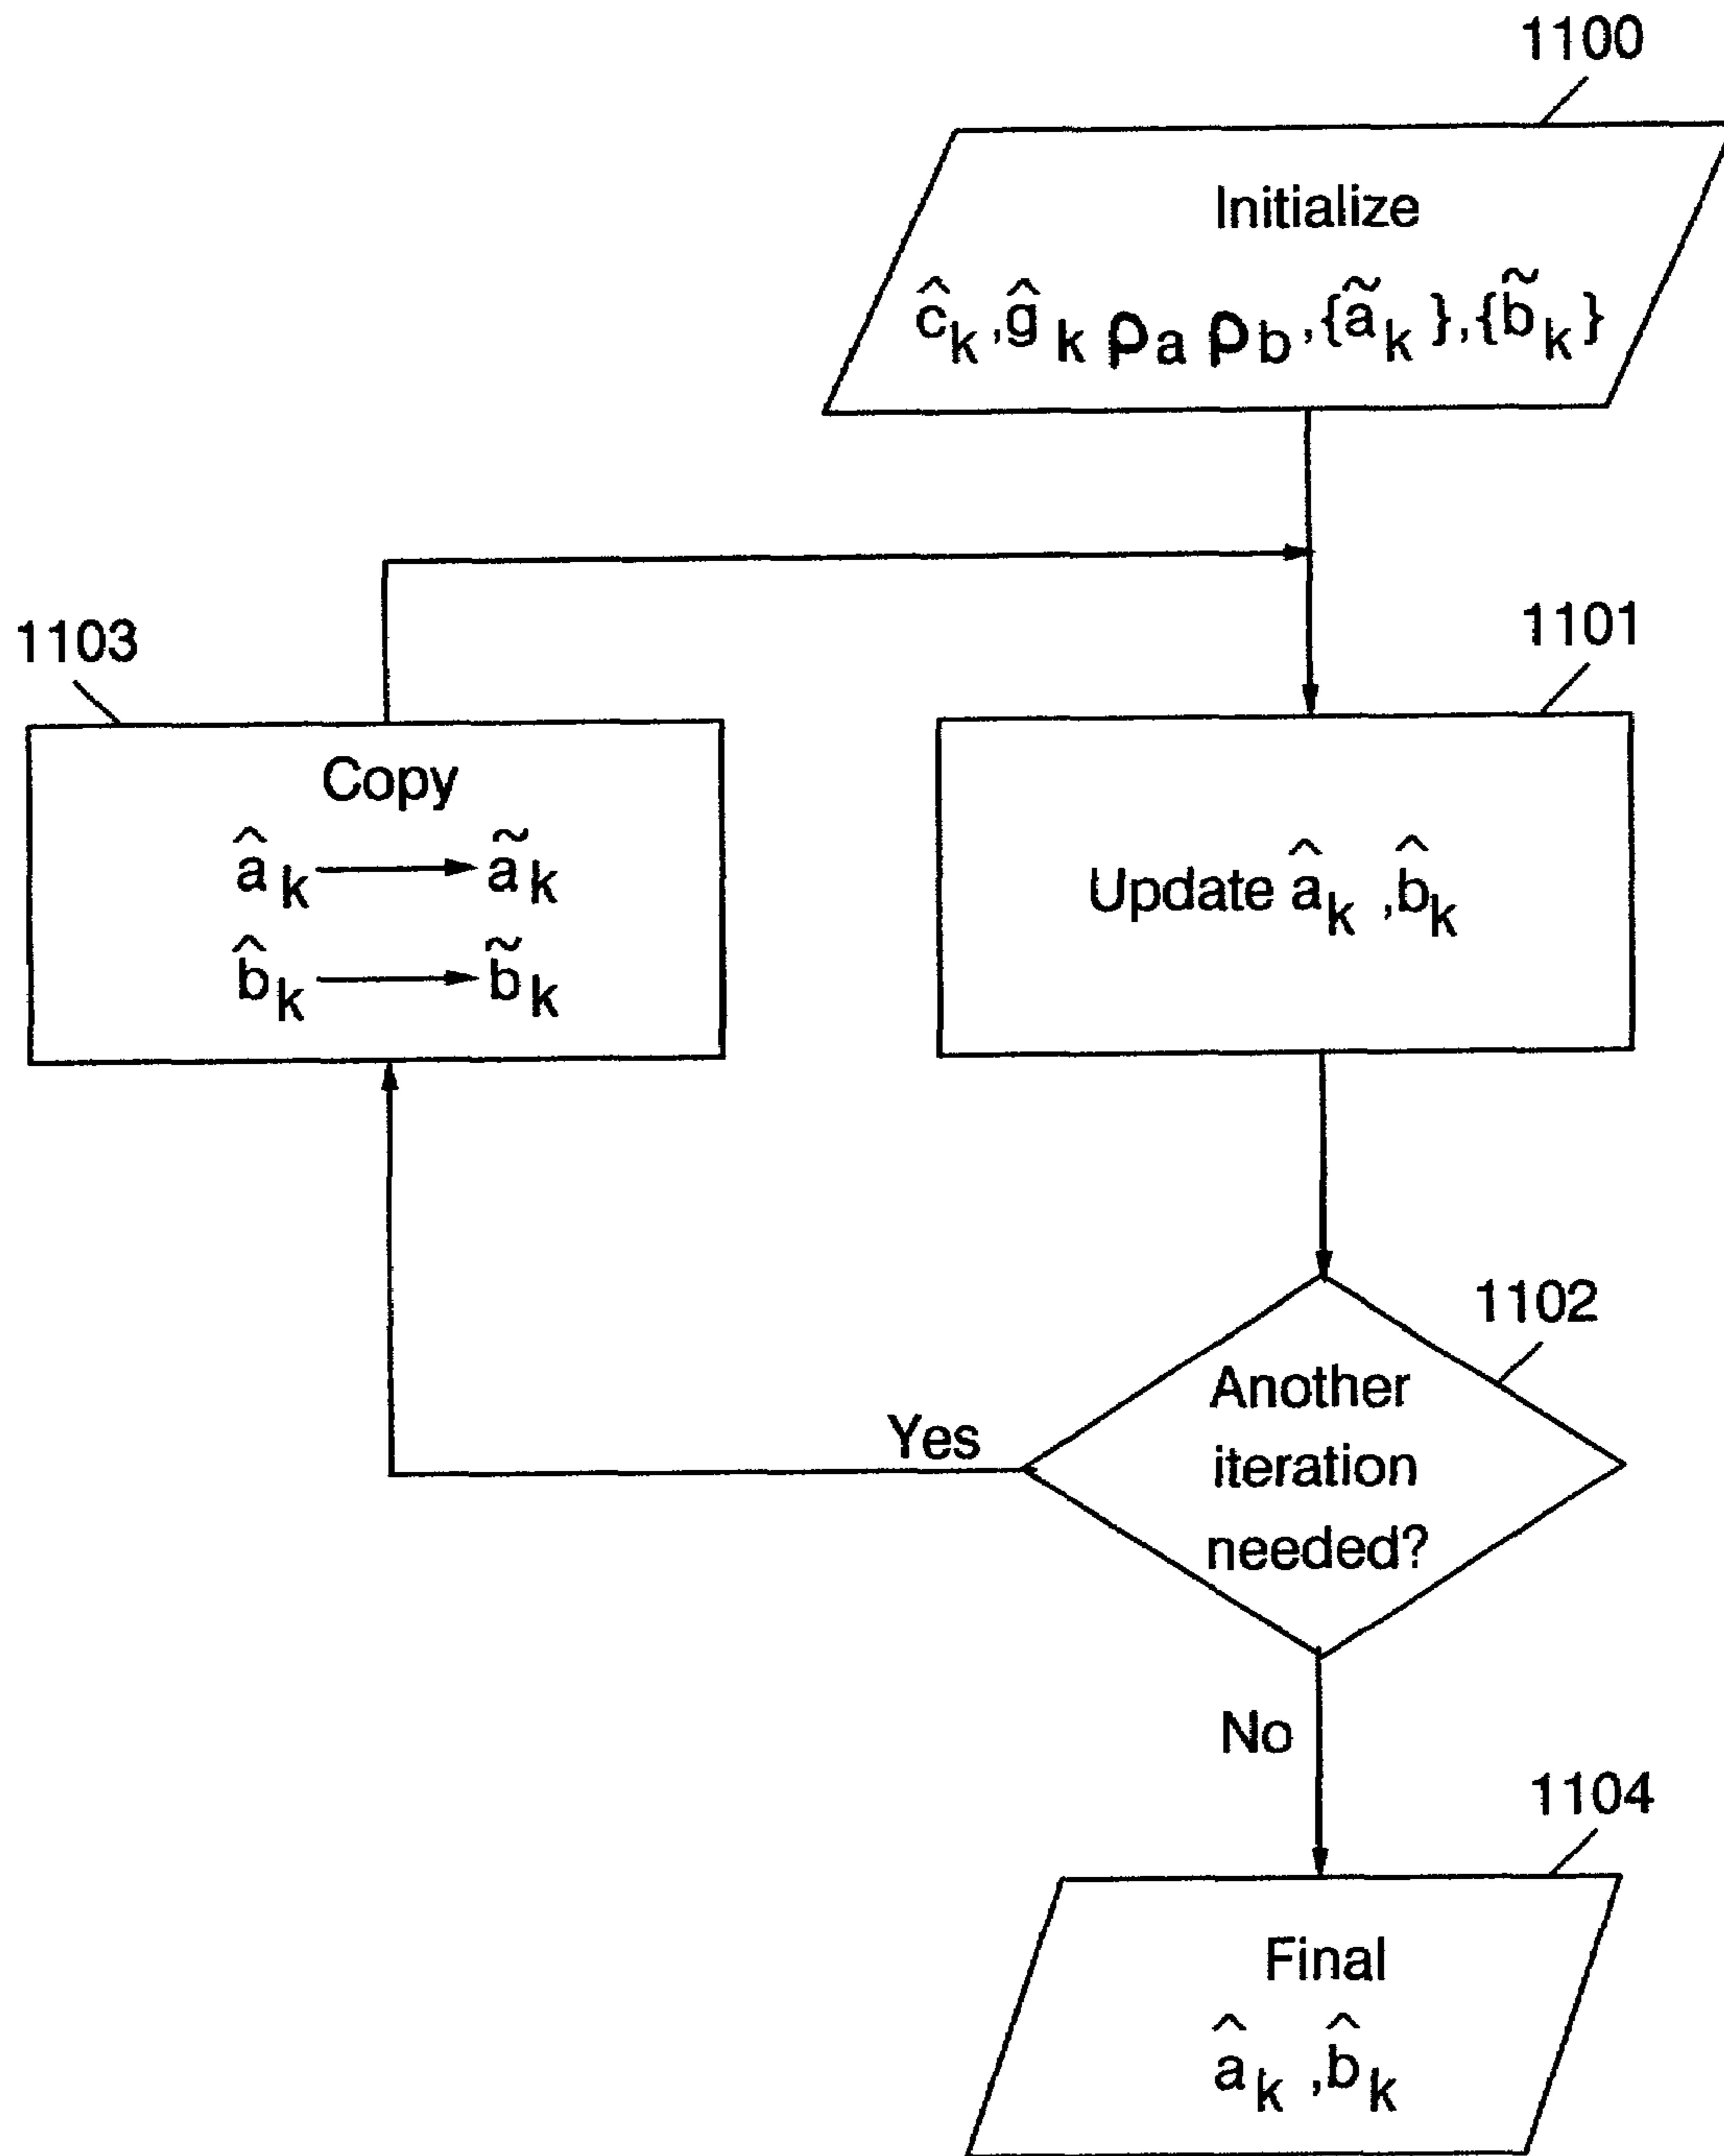 1100
Initialize
ĉk,ĝk ρa ρb,{ãk},{b̃k}
1103
1101
Copy
âk → ãk
b̂k → b̃k
Update âk,b̂k
1102
Another
iteration
needed?
Yes
No
1104
Final
âk,b̂k